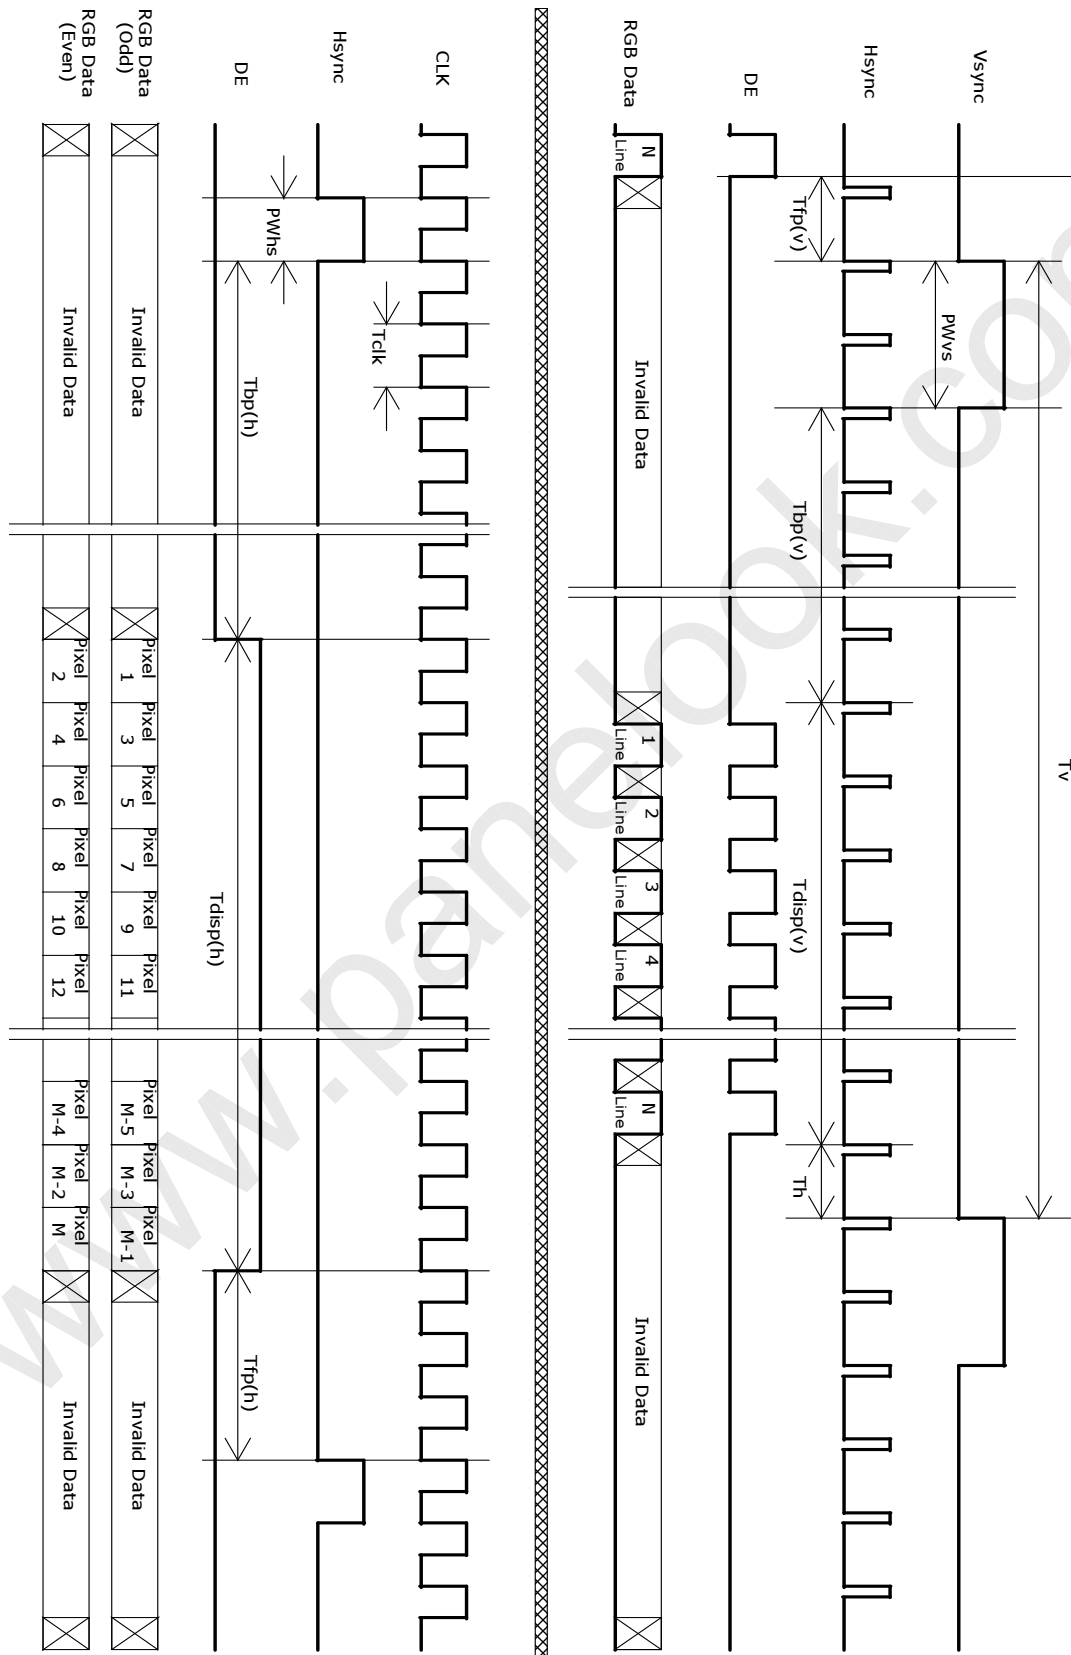 Vsync
Tv
PWvs
Hsync
Tfp(v)
Tbp(v)
Tdisp(v)
Th
DE
RGB Data
Line N
Invalid Data
Line 1
Line 2
Line 3
Line 4
Line N
Invalid Data
CLK
Tclk
Hsync
PWhs
DE
Tbp(h)
Tdisp(h)
Tfp(h)
RGB Data
(Odd)
Invalid Data
Pixel 1
Pixel 3
Pixel 5
Pixel 7
Pixel 9
Pixel 11
Pixel M-5
Pixel M-3
Pixel M-1
Invalid Data
RGB Data
(Even)
Invalid Data
Pixel 2
Pixel 4
Pixel 6
Pixel 8
Pixel 10
Pixel 12
Pixel M-4
Pixel M-2
Pixel M
Invalid Data
www.panelook.com